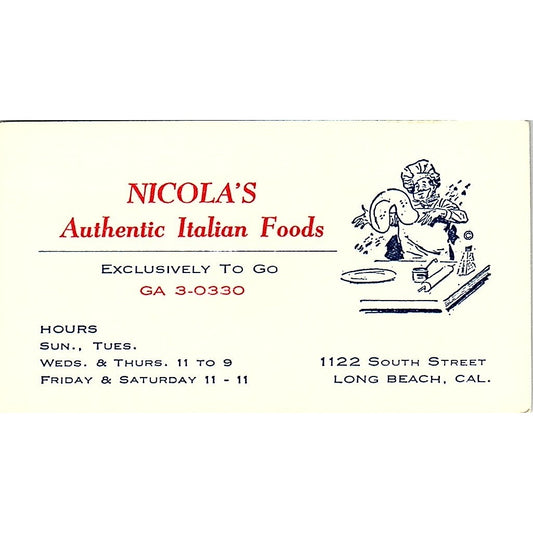 NICOLA'S
Authentic Italian Foods
EXCLUSIVELY TO GO
GA 3-0330
©
HOURS
SUN., TUES.
WEDS. & THURS. 11 TO 9
FRIDAY & SATURDAY 11 - 11
1122 SOUTH STREET
LONG BEACH, CAL.